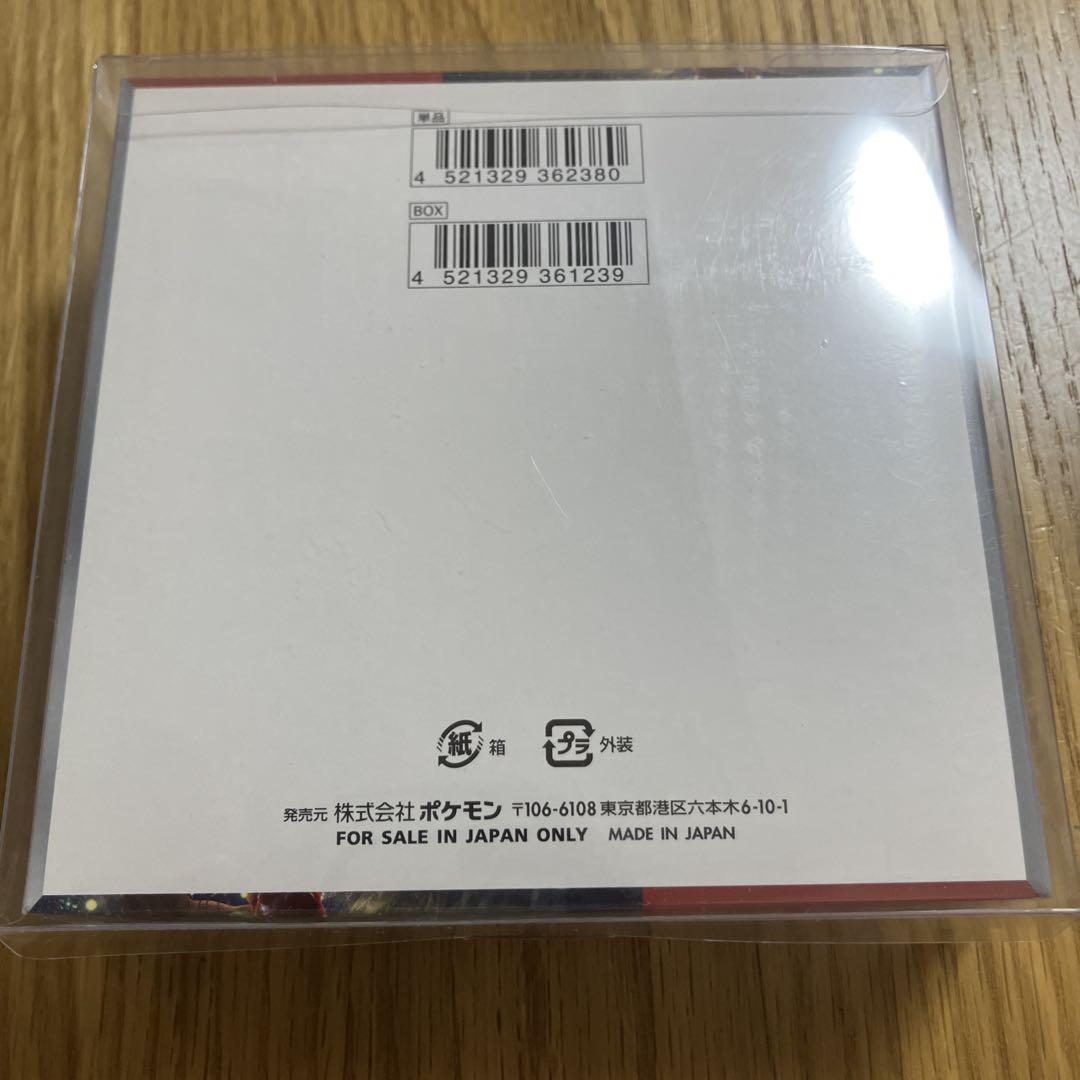 単品
4 521329 362380
BOX
4 521329 361239
紙 箱 プラ 外装
発売元 株式会社 ポケモン 〒106-6108 東京都港区六本木6-10-1
FOR SALE IN JAPAN ONLY MADE IN JAPAN